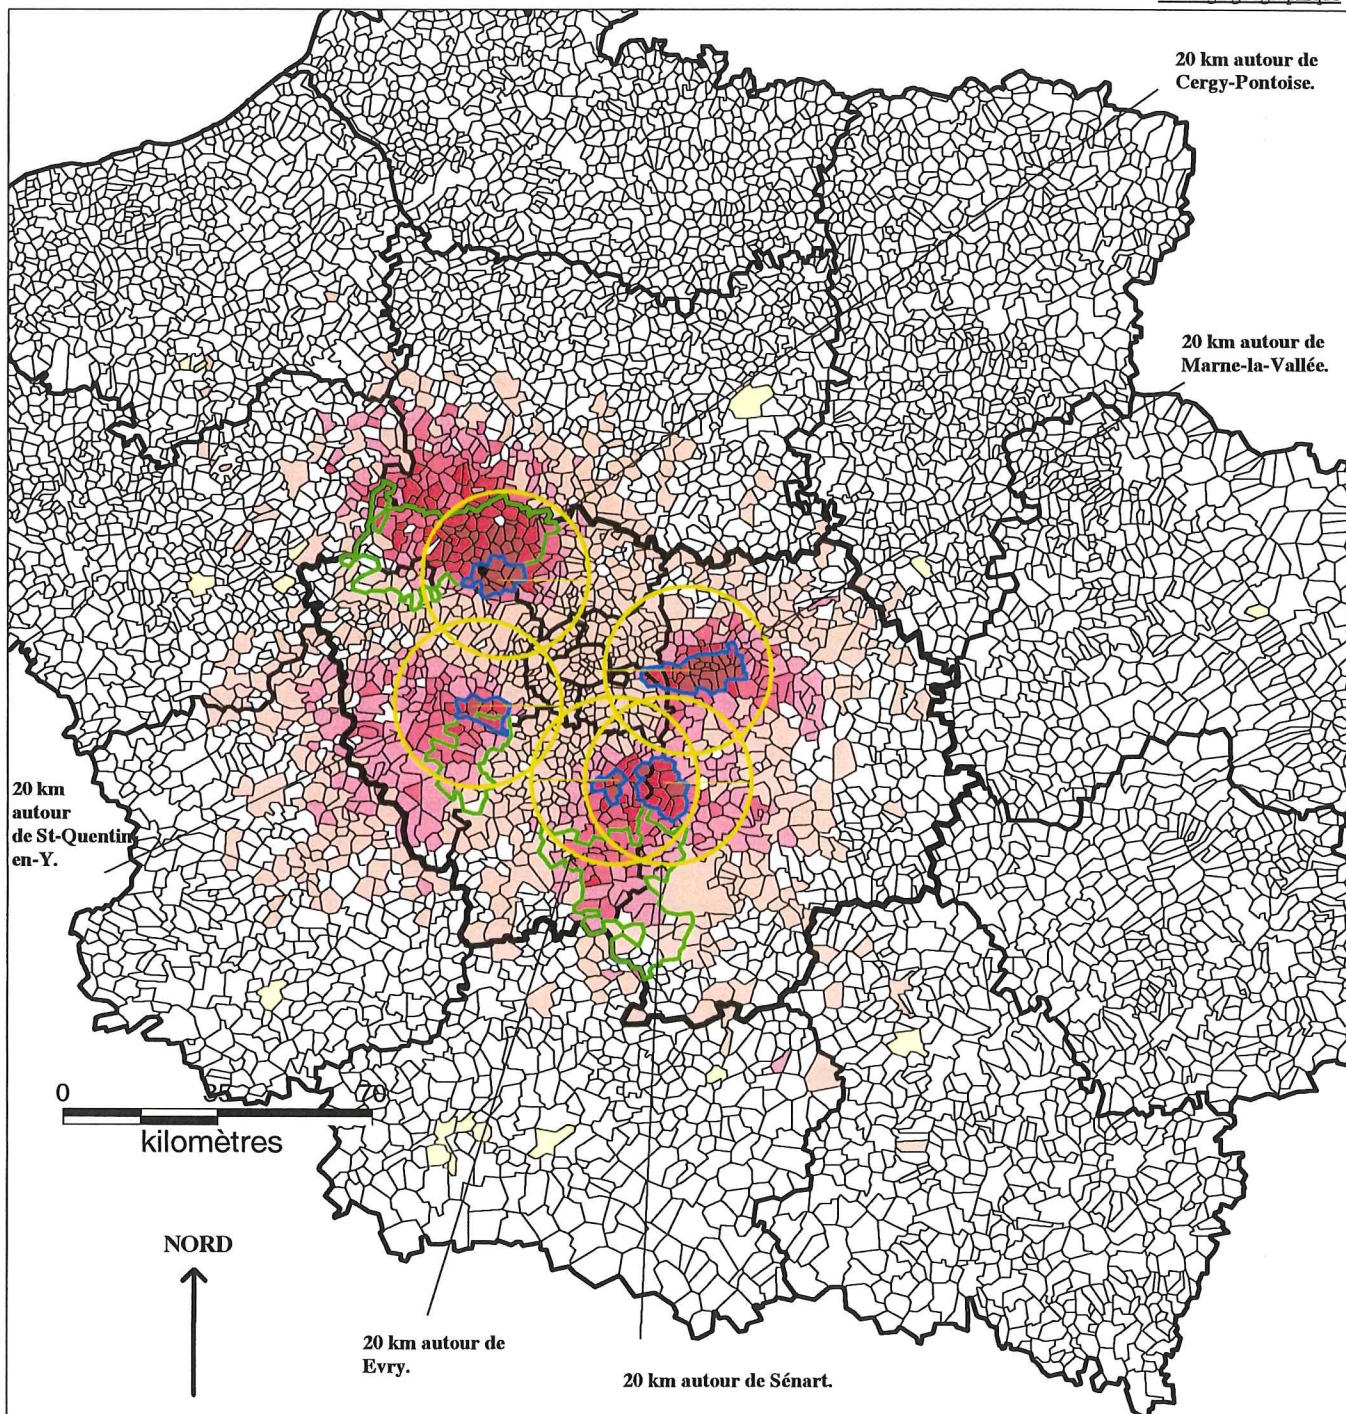 20 km autour de
Cergy-Pontoise.
20 km autour de
Marne-la-Vallée.
20 km
autour
de St-Quentin
en-Y.
0 35 70
kilomètres
NORD
20 km autour de
Evry.
20 km autour de Sénart.